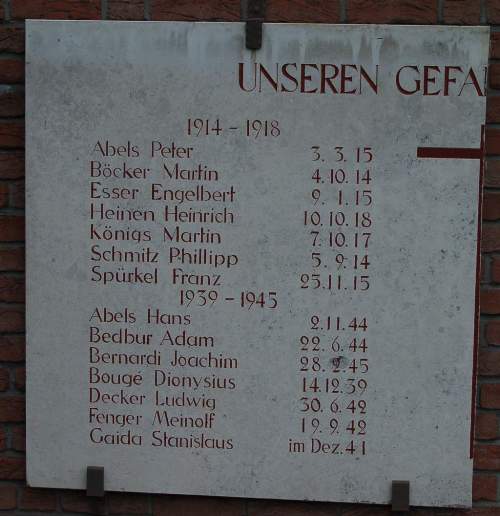 UNSEREN GEFA
1914 - 1918
Abels Peter 3. 3. 15
Böcker Martin 4. 10. 14
Esser Engelbert 9. 1. 15
Heinen Heinrich 10. 10. 18
Königs Martin 7. 10. 17
Schmitz Phillipp 5. 9. 14
Spürkel Franz 25. 11. 15
1939 - 1945
Abels Hans 2. 11. 44
Bedbur Adam 22. 6. 44
Bernardi Joachim 28. 2. 45
Bougé Dionysius 14. 12. 39
Decker Ludwig 30. 6. 42
Fenger Meinolf 19. 9. 42
Gaida Stanislaus im Dez. 41